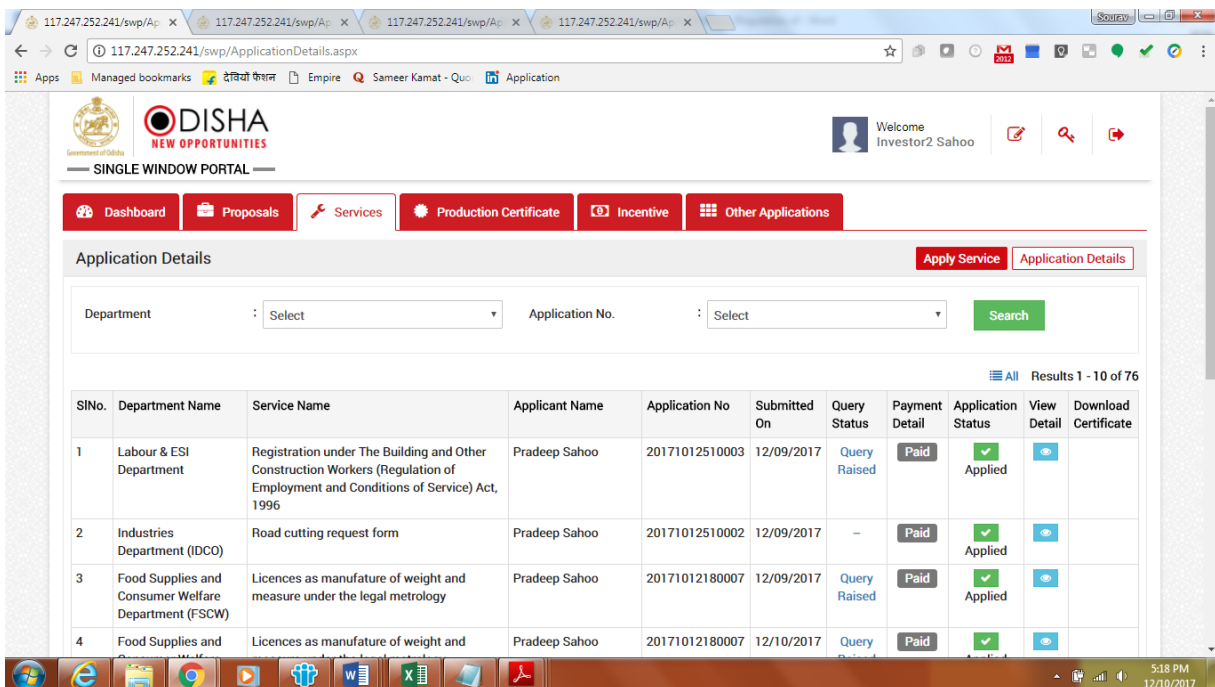 117.247.252.241/swp/Ap 117.247.252.241/swp/Ap 117.247.252.241/swp/Ap 117.247.252.241/swp/Ap Sourav
117.247.252.241/swp/ApplicationDetails.aspx 2012
Apps Managed bookmarks देवियों फैशन Empire Sameer Kamat - Quo Application
Government of Odisha
ODISHA
NEW OPPORTUNITIES
SINGLE WINDOW PORTAL
Welcome
Investor2 Sahoo
Dashboard Proposals Services Production Certificate Incentive Other Applications
Application Details Apply Service Application Details
Department : Select Application No. : Select Search
All Results 1 - 10 of 76
SlNo. Department Name Service Name Applicant Name Application No Submitted Query Payment Application View Download
On Status Detail Status Detail Certificate
1 Labour & ESI Registration under The Building and Other Pradeep Sahoo 20171012510003 12/09/2017 Query Paid
Department Construction Workers (Regulation of Raised Applied
Employment and Conditions of Service) Act,
1996
2 Industries Road cutting request form Pradeep Sahoo 20171012510002 12/09/2017 – Paid
Department (IDCO) Applied
3 Food Supplies and Licences as manufature of weight and Pradeep Sahoo 20171012180007 12/09/2017 Query Paid
Consumer Welfare measure under the legal metrology Raised Applied
Department (FSCW)
4 Food Supplies and Licences as manufature of weight and Pradeep Sahoo 20171012180007 12/10/2017 Query Paid
5:18 PM
12/10/2017